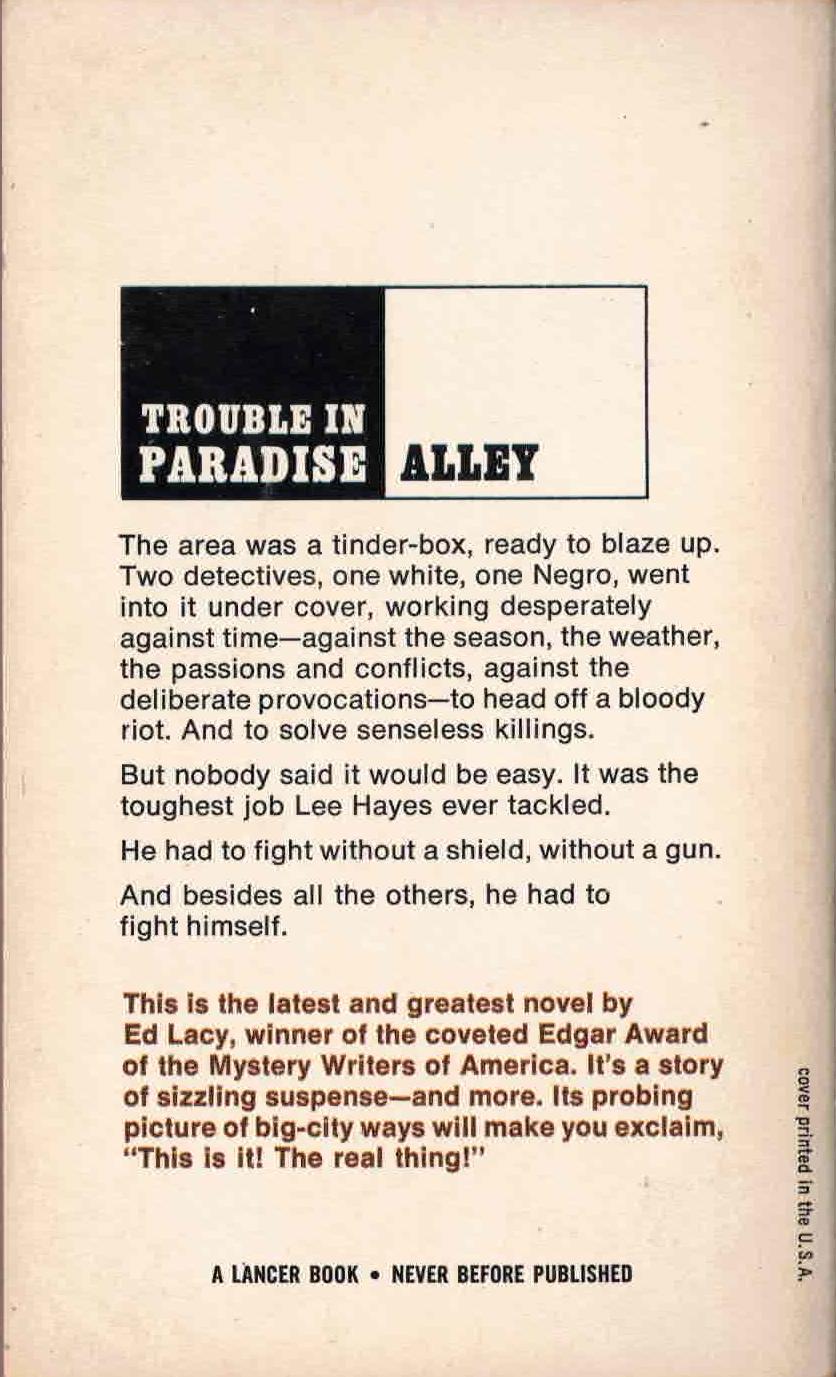 TROUBLE IN
PARADISE ALLEY
The area was a tinder-box, ready to blaze up.
Two detectives, one white, one Negro, went
into it under cover, working desperately
against time—against the season, the weather,
the passions and conflicts, against the
deliberate provocations—to head off a bloody
riot. And to solve senseless killings.
But nobody said it would be easy. It was the
toughest job Lee Hayes ever tackled.
He had to fight without a shield, without a gun.
And besides all the others, he had to
fight himself.
This is the latest and greatest novel by
Ed Lacy, winner of the coveted Edgar Award
of the Mystery Writers of America. It's a story
of sizzling suspense—and more. Its probing
picture of big-city ways will make you exclaim,
“This is it! The real thing!”
A LANCER BOOK • NEVER BEFORE PUBLISHED
cover printed in the U.S.A.